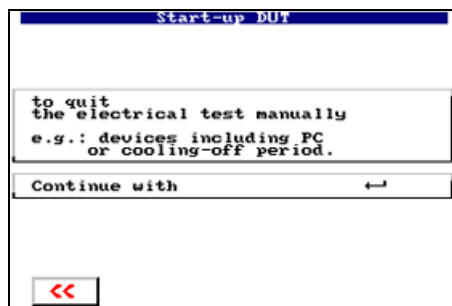 Start-up DUT
to quit
the electrical test manually
e.g.: devices including PC
or cooling-off period.
Continue with ↵
<<